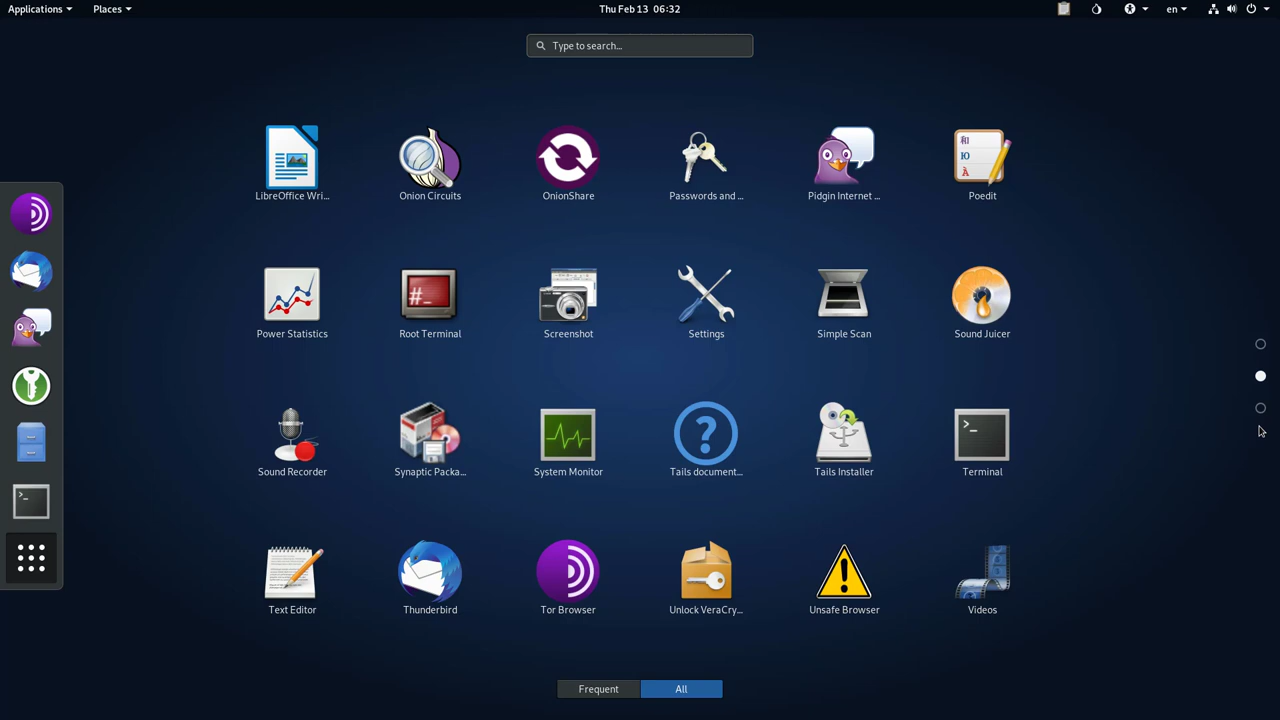 Applications
Places
Thu Feb 13 06:32
en
Type to search...
LibreOffice Wri...
Onion Circuits
OnionShare
Passwords and ...
Pidgin Internet ...
Poedit
Power Statistics
Root Terminal
Screenshot
Settings
Simple Scan
Sound Juicer
Sound Recorder
Synaptic Packa...
System Monitor
Tails document...
Tails Installer
Terminal
Text Editor
Thunderbird
Tor Browser
Unlock VeraCry...
Unsafe Browser
Videos
Frequent
All